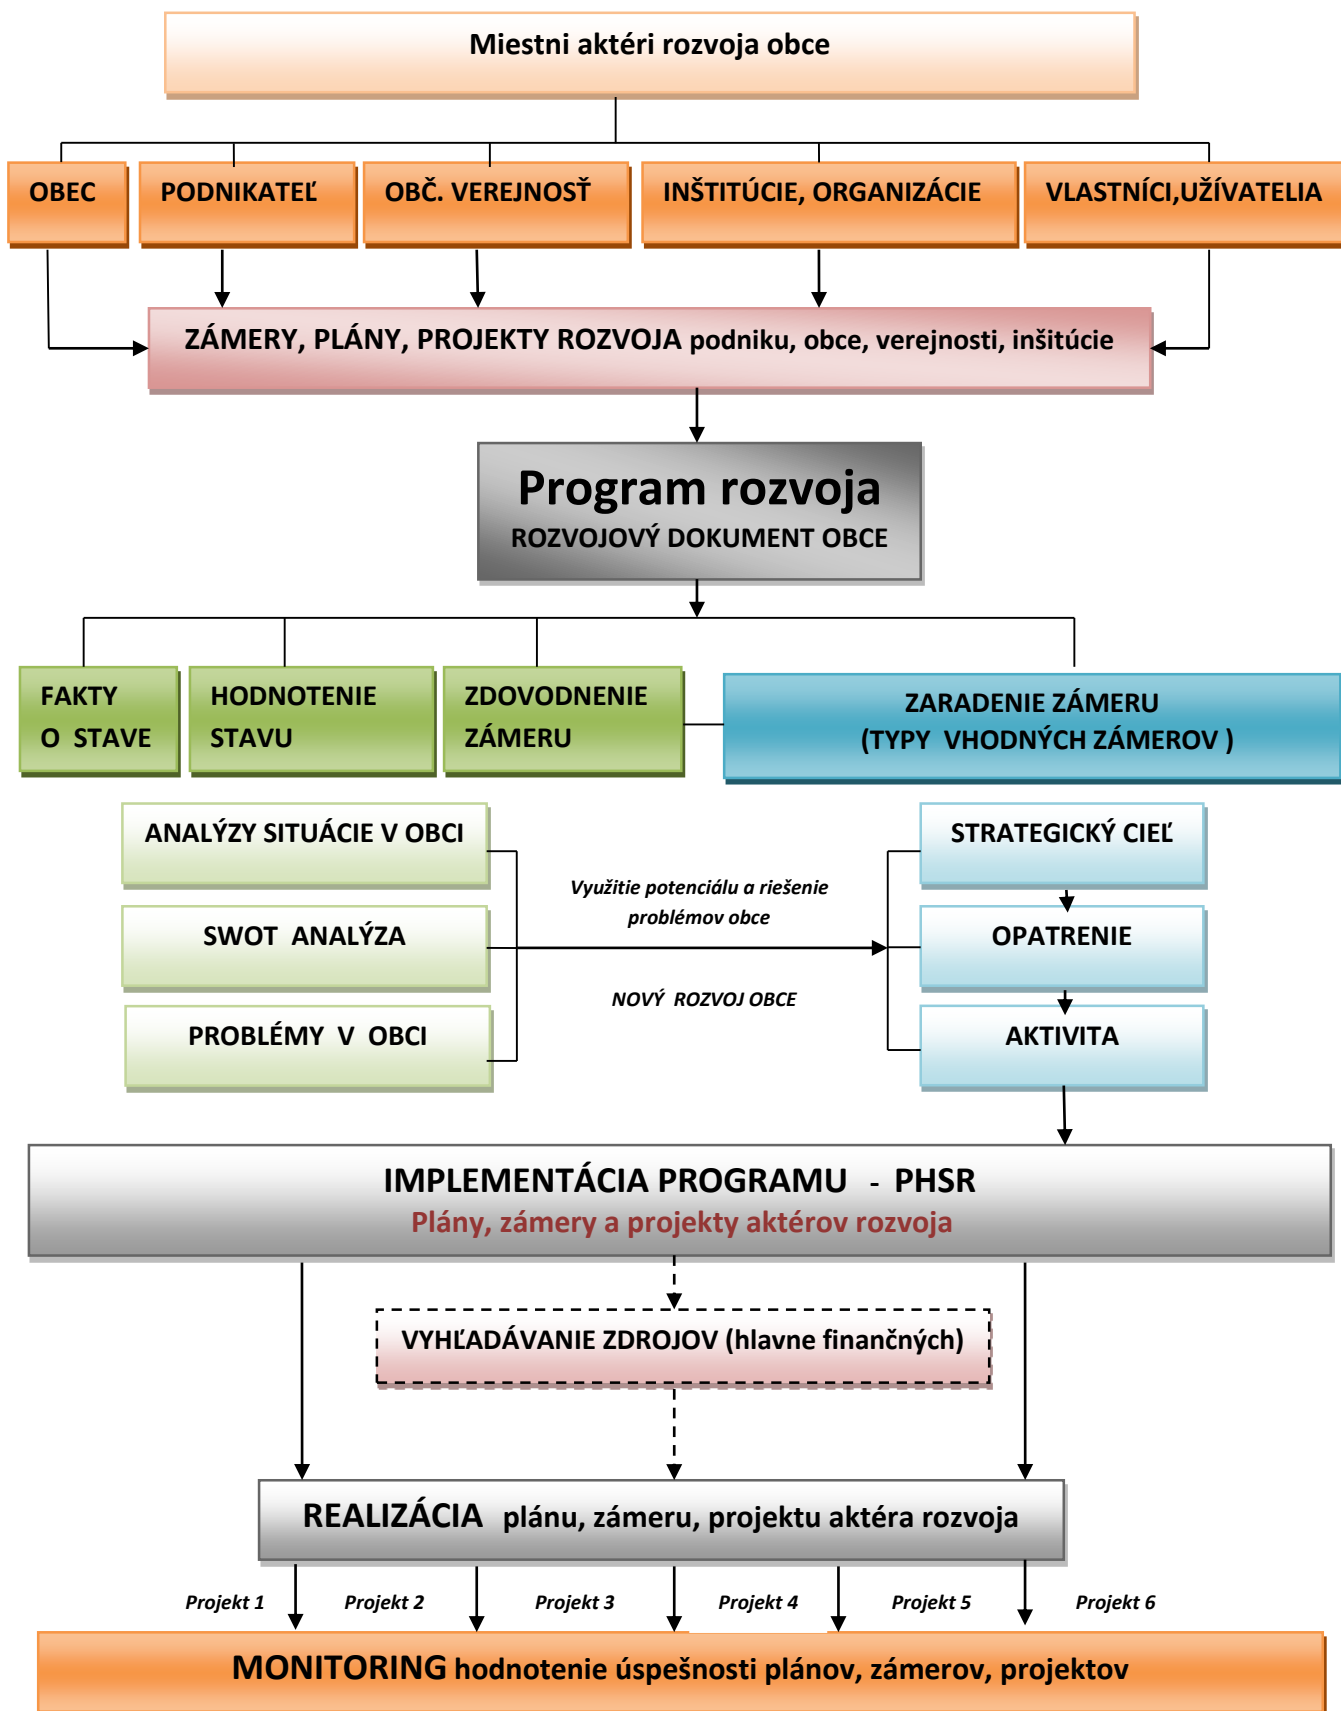 Miestni aktéri rozvoja obce
OBEC
PODNIKATEĽ
OBČ. VEREJNOSŤ
INŠTITÚCIE, ORGANIZÁCIE
VLASTNÍCI,UŽÍVATELIA
ZÁMERY, PLÁNY, PROJEKTY ROZVOJA podniku, obce, verejnosti, inšitúcie
Program rozvoja
ROZVOJOVÝ DOKUMENT OBCE
FAKTY
O STAVE
HODNOTENIE
STAVU
ZDOVODNENIE
ZÁMERU
ZARADENIE ZÁMERU
(TYPY VHODNÝCH ZÁMEROV )
ANALÝZY SITUÁCIE V OBCI
SWOT ANALÝZA
PROBLÉMY V OBCI
Využitie potenciálu a riešenie
problémov obce
NOVÝ ROZVOJ OBCE
STRATEGICKÝ CIEĽ
OPATRENIE
AKTIVITA
IMPLEMENTÁCIA PROGRAMU - PHSR
Plány, zámery a projekty aktérov rozvoja
VYHĽADÁVANIE ZDROJOV (hlavne finančných)
REALIZÁCIA plánu, zámeru, projektu aktéra rozvoja
Projekt 1
Projekt 2
Projekt 3
Projekt 4
Projekt 5
Projekt 6
MONITORING hodnotenie úspešnosti plánov, zámerov, projektov